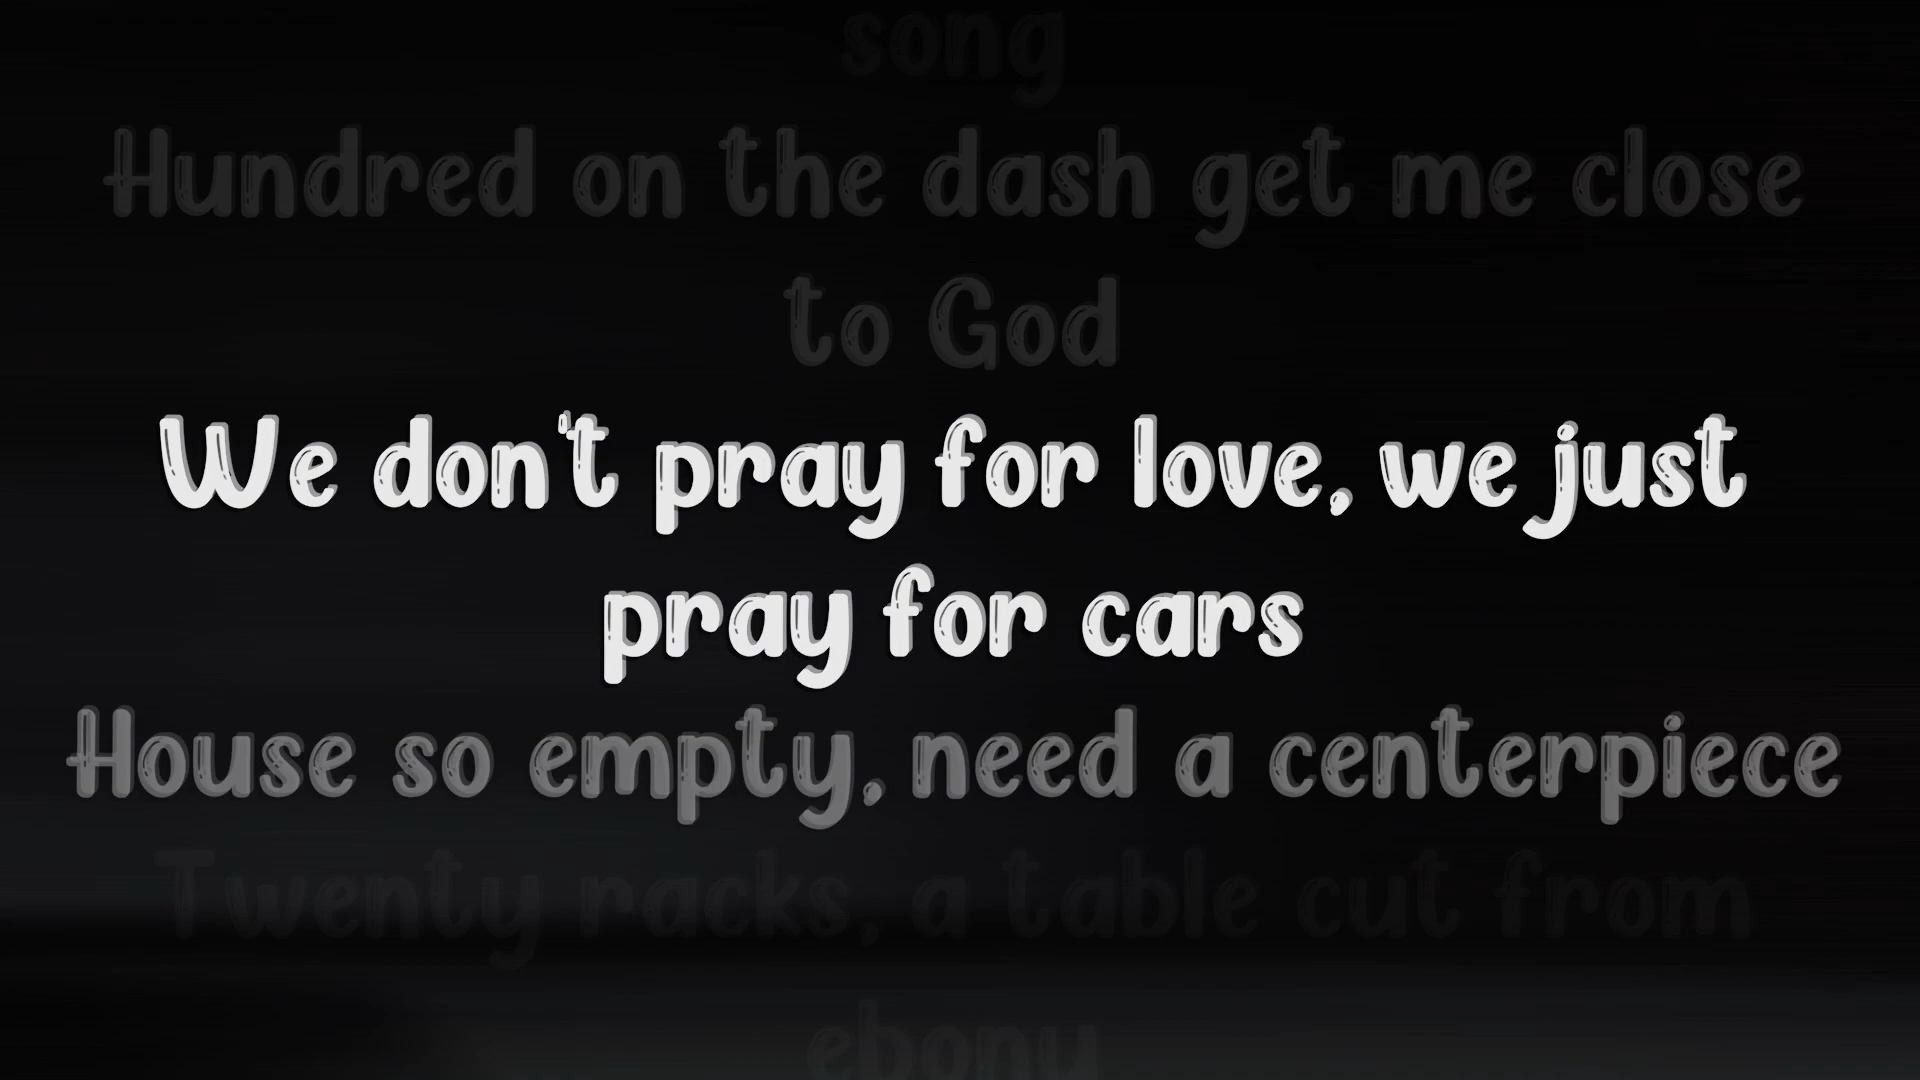 song
Hundred on the dash get me close
to God
We don't pray for love, we just
pray for cars
House so empty, need a centerpiece
Twenty racks, a table cut from
ebony